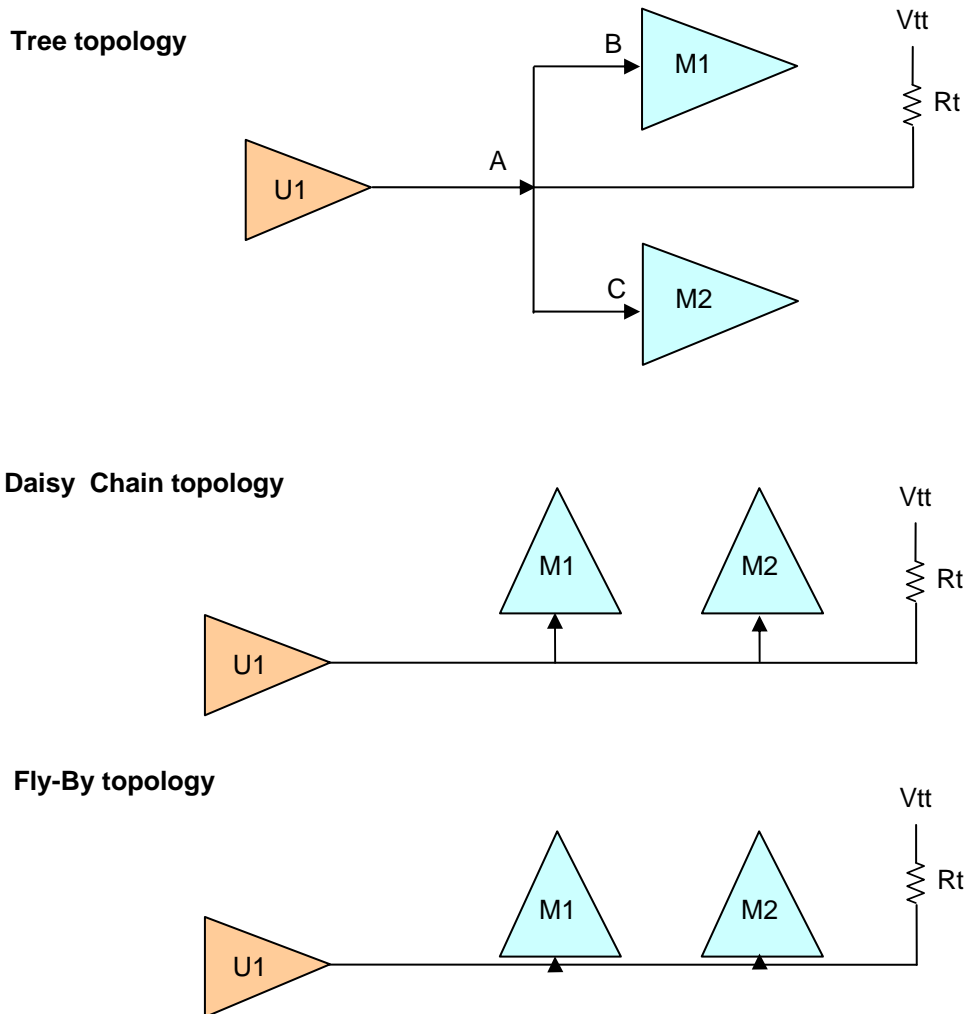 Tree topology
Vtt
B
M1
Rt
A
U1
C
M2
Daisy Chain topology
Vtt
M1
M2
Rt
U1
Fly-By topology
Vtt
Rt
M1
M2
U1